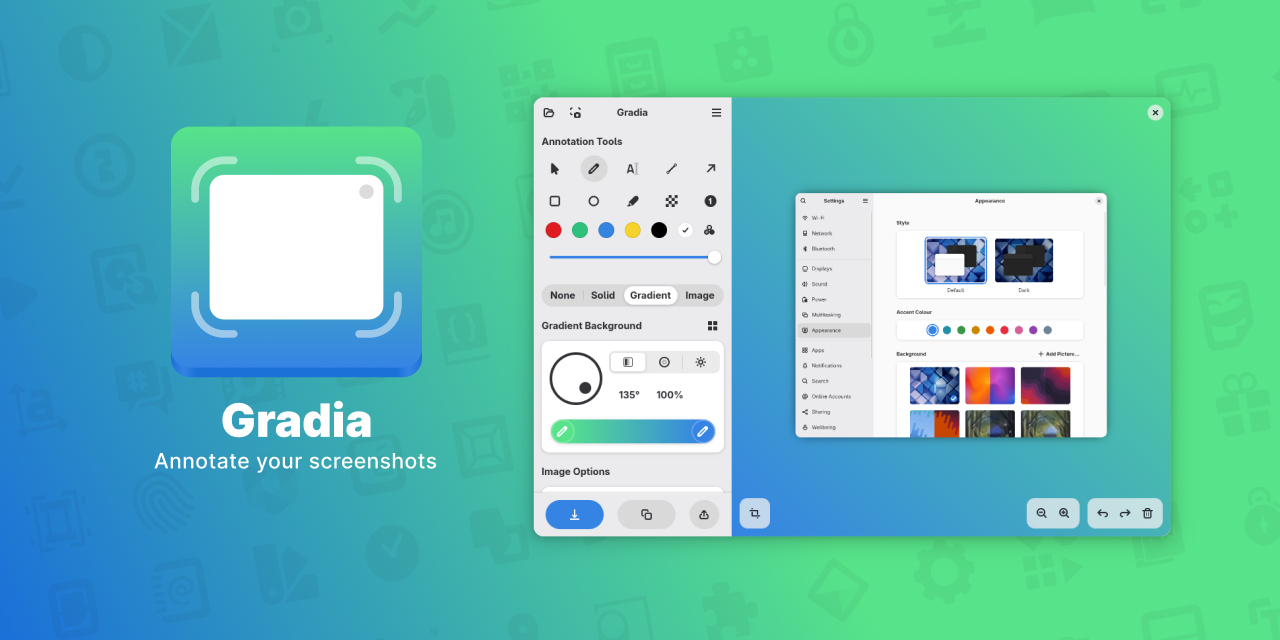 Gradia
Annotate your screenshots
Gradia
Annotation Tools
A
1
None Solid Gradient Image
Gradient Background
135° 100%
Image Options
Settings
Wi-Fi
Network
Bluetooth
Displays
Sound
Power
Multitasking
Appearance
Apps
Notifications
Search
Online Accounts
Sharing
Wellbeing
Appearance
Style
Default Dark
Accent Colour
Background
Add Picture...